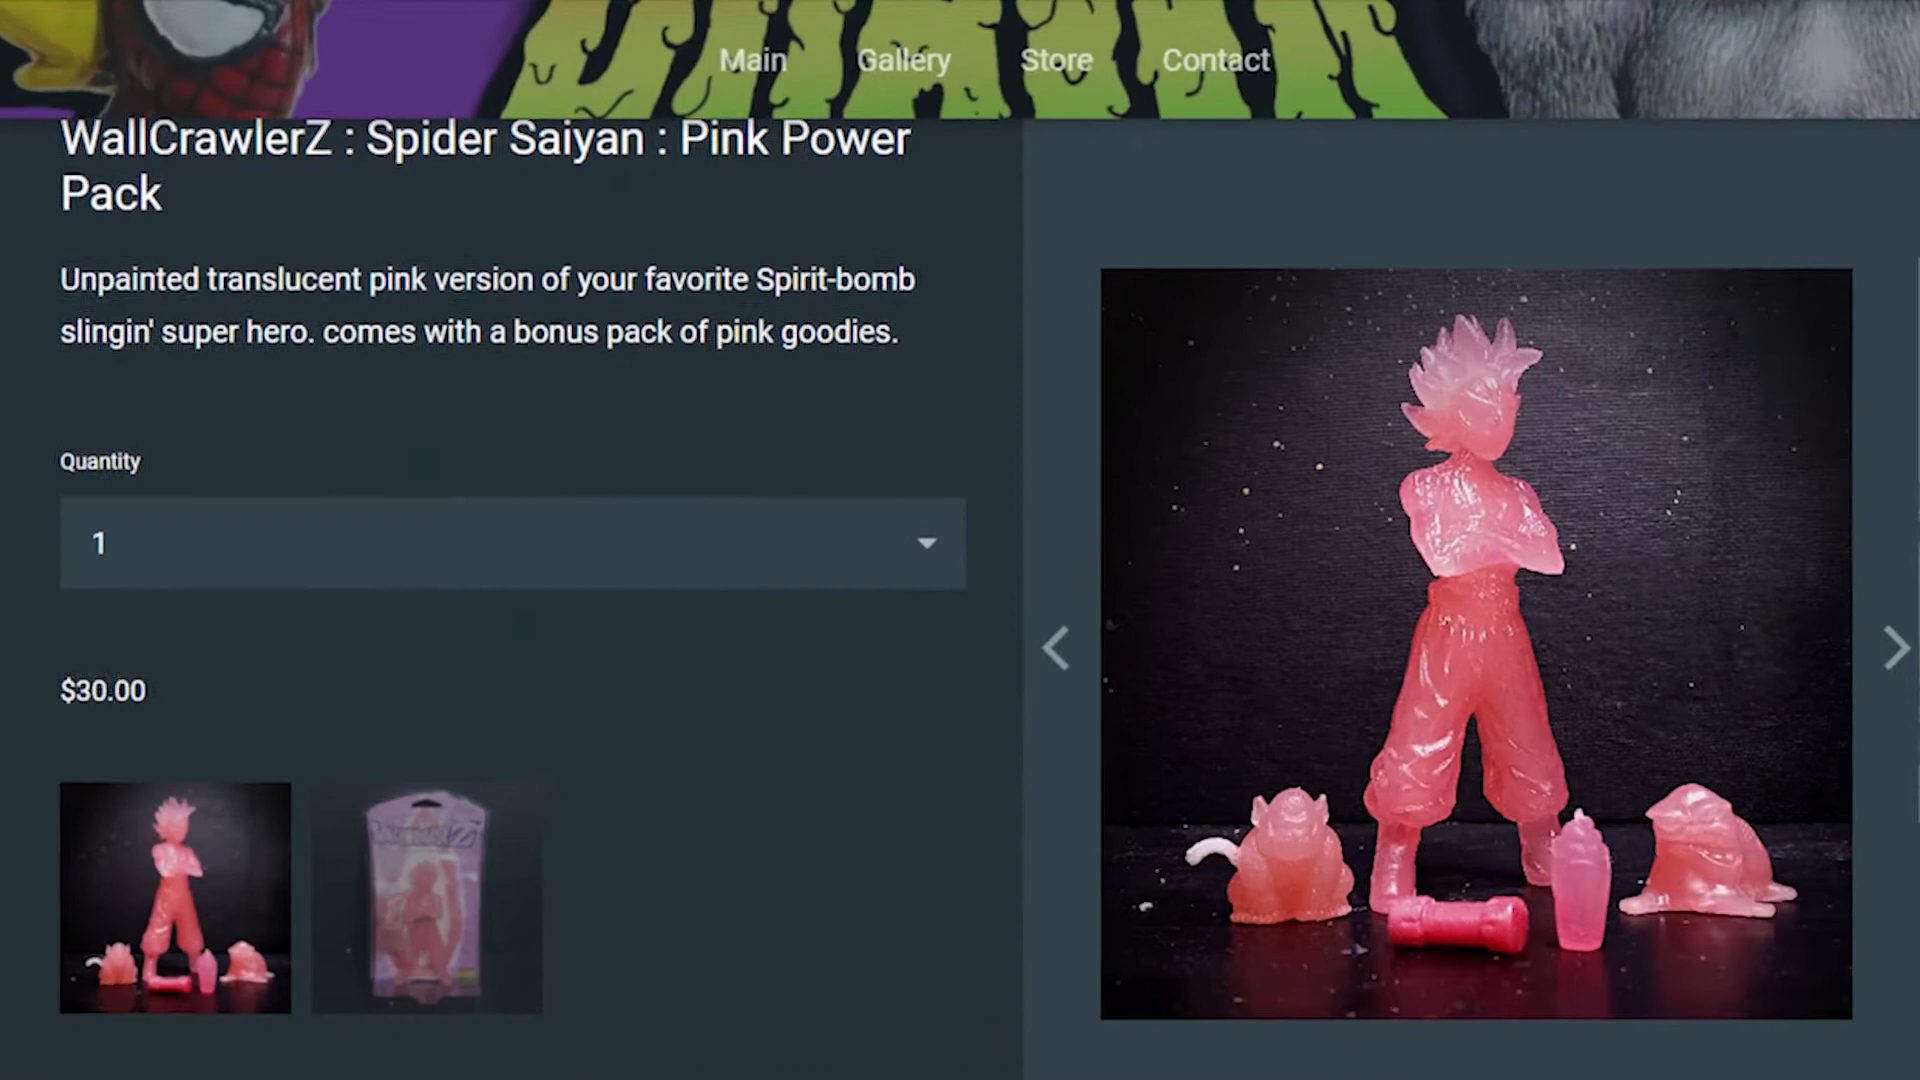 Main Gallery Store Contact
WallCrawlerZ : Spider Saiyan : Pink Power
Pack
Unpainted translucent pink version of your favorite Spirit-bomb
slingin' super hero. comes with a bonus pack of pink goodies.
Quantity
1
$30.00